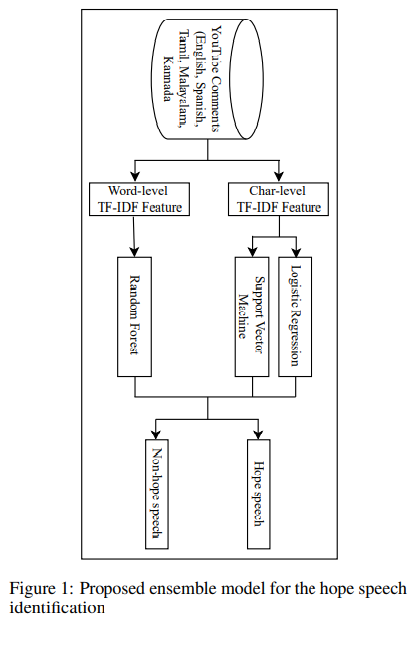 YouTube Comments
(English, Spanish,
Tamil, Malayalam,
Kannada
Word-level
TF-IDF Feature
Char-level
TF-IDF Feature
Random Forest
Support Vector
Machine
Logistic Regression
Non-hope speech
Hope speech
Figure 1: Proposed ensemble model for the hope speech
identification